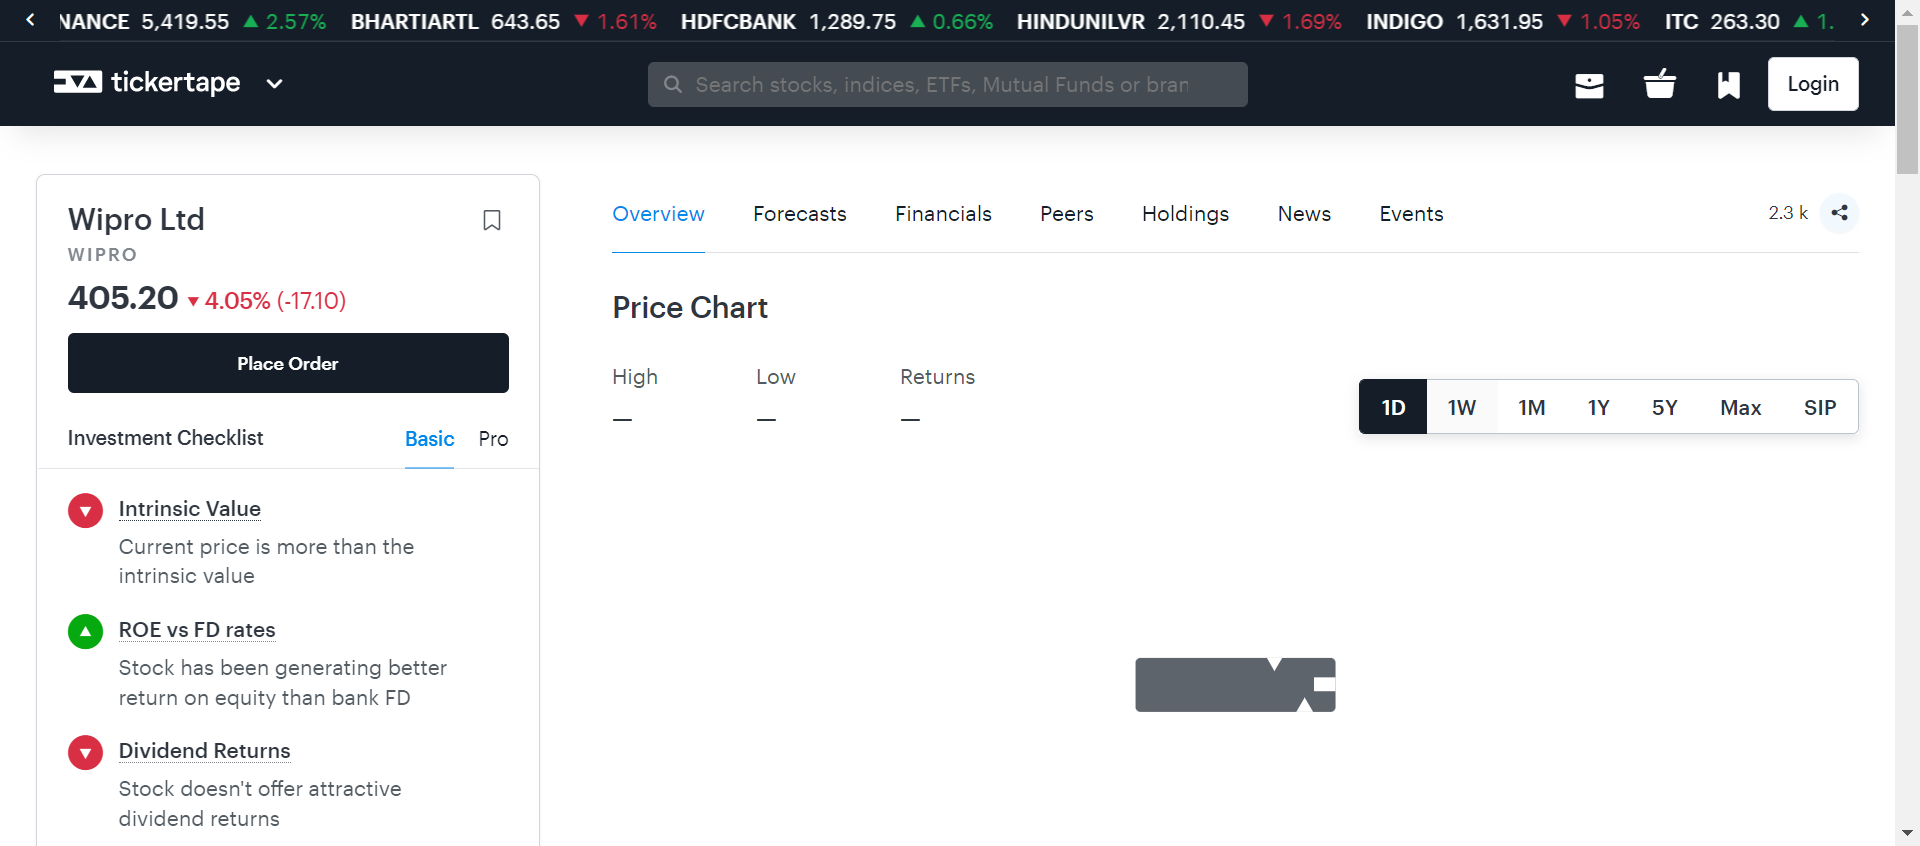 NANCE 5,419.55 ▲ 2.57% BHARTIARTL 643.65 ▼ 1.61% HDFCBANK 1,289.75 ▲ 0.66% HINDUNILVR 2,110.45 ▼ 1.69% INDIGO 1,631.95 ▼ 1.05% ITC 263.30 ▲ 1.
tickertape
Search stocks, indices, ETFs, Mutual Funds or bran
Login
Wipro Ltd
WIPRO
405.20 ▼ 4.05% (-17.10)
Place Order
Investment Checklist Basic Pro
Intrinsic Value
Current price is more than the
intrinsic value
ROE vs FD rates
Stock has been generating better
return on equity than bank FD
Dividend Returns
Stock doesn't offer attractive
dividend returns
Overview Forecasts Financials Peers Holdings News Events 2.3 k
Price Chart
High Low Returns
— — —
1D 1W 1M 1Y 5Y Max SIP